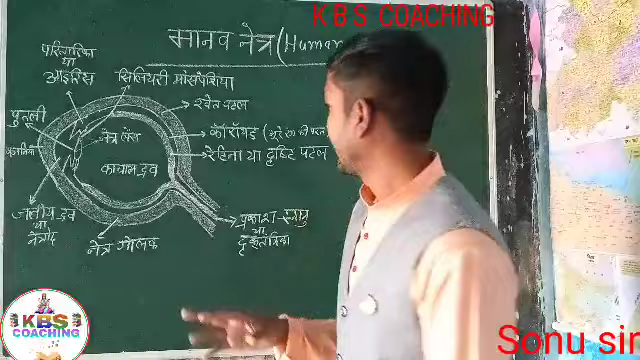 KBS COACHING
मानव नेत्र (Human
परितारिका
या
आइरिस
सिलियरी मांसपेशियां
पुतली
श्वेत पटल
नेत्र लेंस
कॉरॉयड
रेटिना या दृष्टि पटल
काचाभ द्रव
जलीय द्रव
या
नेत्रोद
नेत्र गोलक
प्रकाश स्नायु
या
KBS
COACHING
Sonu sir